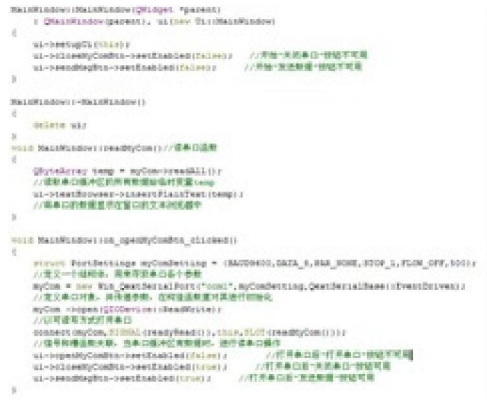 MainWindow::MainWindow(QWidget *parent)
: QMainWindow(parent), ui(new Ui::MainWindow)
{
ui->setupUi(this);
ui->closeMyComBtn->setEnabled(false); //开始“关闭串口”按钮不可用
ui->sendMsgBtn->setEnabled(false); //开始“发送数据”按钮不可用
}
MainWindow::~MainWindow()
{
delete ui;
}
void MainWindow::readMyCom()//读串口函数
{
QByteArray temp = myCom->readAll();
//读取串口缓冲区的所有数据给临时变量temp
ui->textBrowser->insertPlainText(temp);
//将串口的数据显示在窗口的文本浏览器中
}
void MainWindow::on_openMyComBtn_clicked()
{
struct PortSettings myComSetting = {BAUD9600,DATA_8,PAR_NONE,STOP_1,FLOW_OFF,500};
//定义一个结构体，用来存放串口各个参数
myCom = new Win_QextSerialPort("com1",myComSetting,QextSerialBase::EventDriven);
//定义串口对象，并传递参数，在构造函数里对其进行初始化
myCom ->open(QIODevice::ReadWrite);
//以可读写方式打开串口
connect(myCom,SIGNAL(readyRead()),this,SLOT(readMyCom()));
//信号和槽函数关联，当串口缓冲区有数据时，进行读串口操作
ui->openMyComBtn->setEnabled(false); //打开串口后“打开串口”按钮不可用
ui->closeMyComBtn->setEnabled(true); //打开串口后“关闭串口”按钮可用
ui->sendMsgBtn->setEnabled(true); //打开串口后“发送数据”按钮可用
}